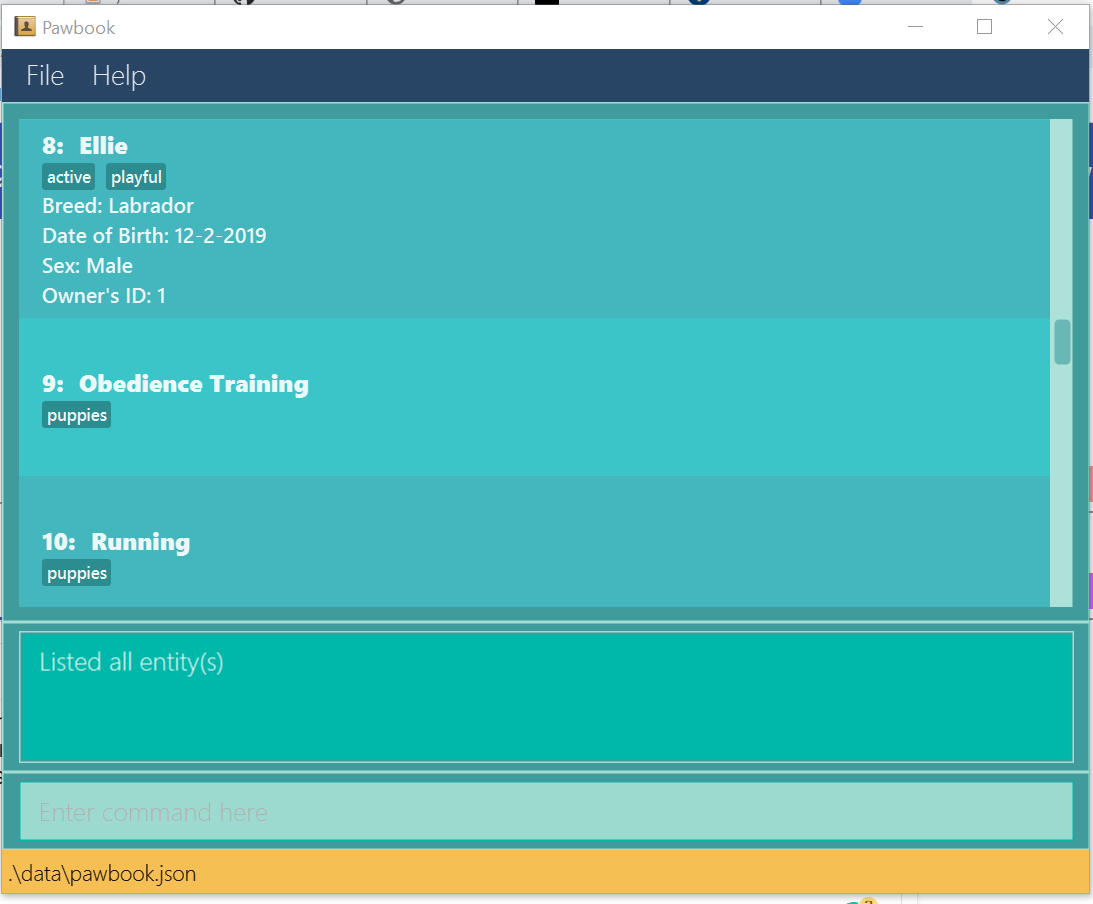 Pawbook
File Help
8: Ellie
active playful
Breed: Labrador
Date of Birth: 12-2-2019
Sex: Male
Owner's ID: 1
9: Obedience Training
puppies
10: Running
puppies
Listed all entity(s)
Enter command here
.\data\pawbook.json